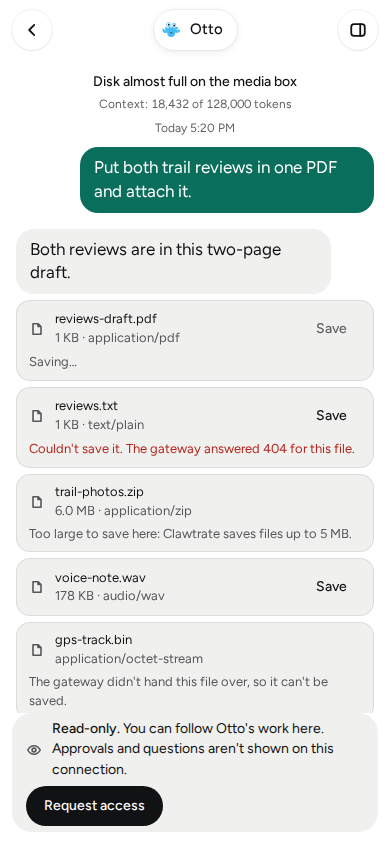 Otto
Disk almost full on the media box
Context: 18,432 of 128,000 tokens
Today 5:20 PM
Put both trail reviews in one PDF
and attach it.
Both reviews are in this two-page
draft.
reviews-draft.pdf
1 KB · application/pdf
Save
Saving...
reviews.txt
1 KB · text/plain
Save
Couldn't save it. The gateway answered 404 for this file.
trail-photos.zip
6.0 MB · application/zip
Too large to save here: Clawtrate saves files up to 5 MB.
voice-note.wav
178 KB · audio/wav
Save
gps-track.bin
application/octet-stream
The gateway didn't hand this file over, so it can't be
saved.
Read-only. You can follow Otto's work here.
Approvals and questions aren't shown on this
connection.
Request access